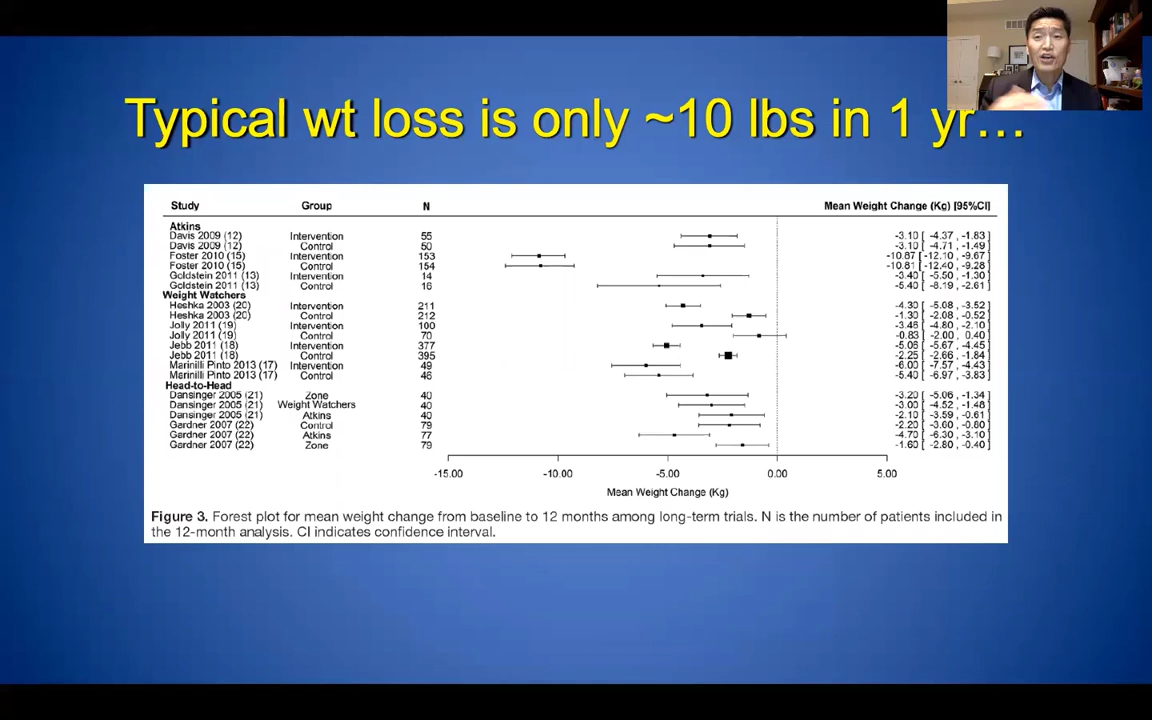 Typical wt loss is only ~10 lbs in 1 yr…
Study Group N Mean Weight Change (Kg) [95%CI]
Atkins
Davis 2009 (12) Intervention 55 -3.10 [ -4.37 , -1.83 ]
Davis 2009 (12) Control 50 -3.10 [ -4.71 , -1.49 ]
Foster 2010 (15) Intervention 153 -10.87 [ -12.10 , -9.67 ]
Foster 2010 (15) Control 154 -10.81 [ -12.40 , -9.28 ]
Goldstein 2011 (13) Intervention 14 -3.40 [ -5.50 , -1.30 ]
Goldstein 2011 (13) Control 16 -5.40 [ -8.19 , -2.61 ]
Weight Watchers
Heshka 2003 (20) Intervention 211 -4.30 [ -5.08 , -3.52 ]
Heshka 2003 (20) Control 212 -1.30 [ -2.08 , -0.52 ]
Jolly 2011 (19) Intervention 100 -3.46 [ -4.80 , -2.10 ]
Jolly 2011 (19) Control 70 -0.83 [ -2.00 , 0.40 ]
Jebb 2011 (18) Intervention 377 -5.06 [ -5.67 , -4.45 ]
Jebb 2011 (18) Control 395 -2.25 [ -2.66 , -1.84 ]
Marinilli Pinto 2013 (17) Intervention 49 -6.00 [ -7.57 , -4.43 ]
Marinilli Pinto 2013 (17) Control 46 -5.40 [ -6.97 , -3.83 ]
Head-to-Head
Dansinger 2005 (21) Zone 40 -3.20 [ -5.06 , -1.34 ]
Dansinger 2005 (21) Weight Watchers 40 -3.00 [ -4.52 , -1.48 ]
Dansinger 2005 (21) Atkins 40 -2.10 [ -3.59 , -0.61 ]
Gardner 2007 (22) Control 79 -2.20 [ -3.60 , -0.80 ]
Gardner 2007 (22) Atkins 77 -4.70 [ -6.30 , -3.10 ]
Gardner 2007 (22) Zone 79 -1.60 [ -2.80 , -0.40 ]
-15.00 -10.00 -5.00 0.00 5.00
Mean Weight Change (Kg)
Figure 3. Forest plot for mean weight change from baseline to 12 months among long-term trials. N is the number of patients included in
the 12-month analysis. CI indicates confidence interval.